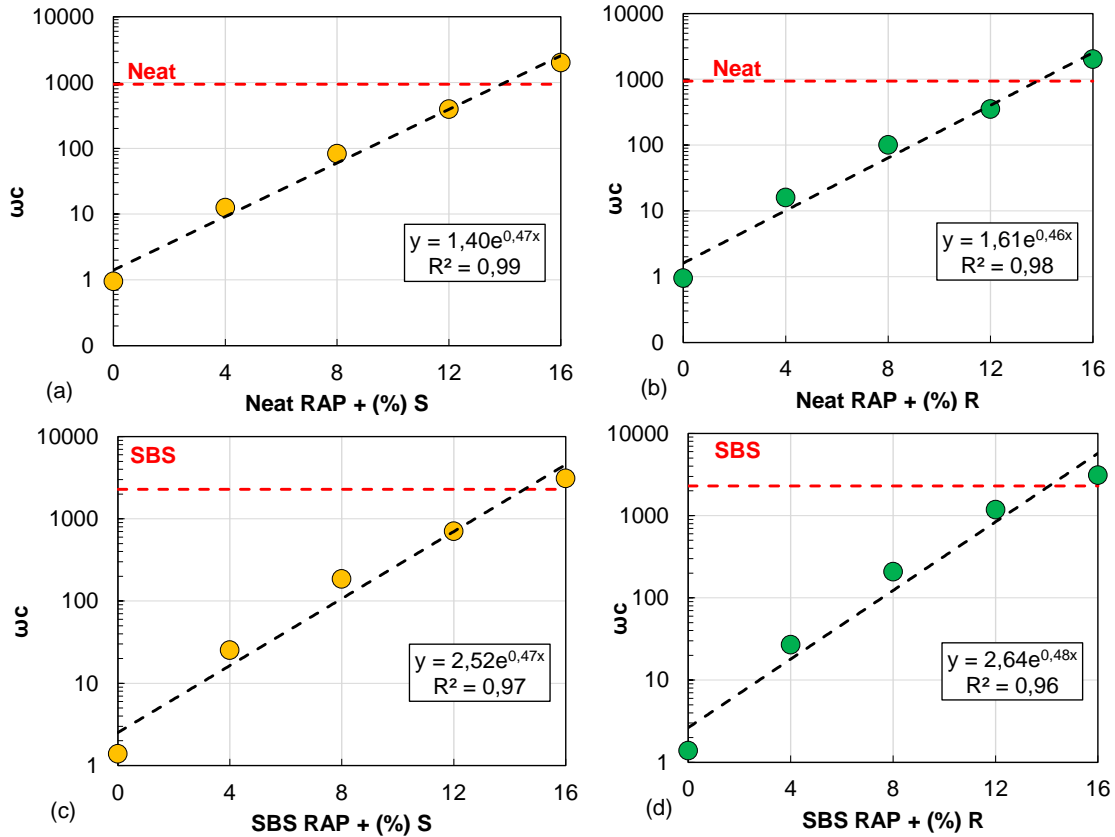 10000
1000
100
10
1
0
ωc
Neat
y = 1,40e^0,47x
R² = 0,99
0 4 8 12 16
(a)
Neat RAP + (%) S
10000
1000
100
10
1
0
ωc
Neat
y = 1,61e^0,46x
R² = 0,98
0 4 8 12 16
(b)
Neat RAP + (%) R
10000
1000
100
10
1
ωc
SBS
y = 2,52e^0,47x
R² = 0,97
0 4 8 12 16
(c)
SBS RAP + (%) S
10000
1000
100
10
1
ωc
SBS
y = 2,64e^0,48x
R² = 0,96
0 4 8 12 16
(d)
SBS RAP + (%) R